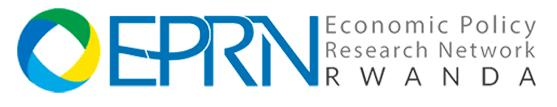 EPRN
Economic Policy
Research Network
RWANDA